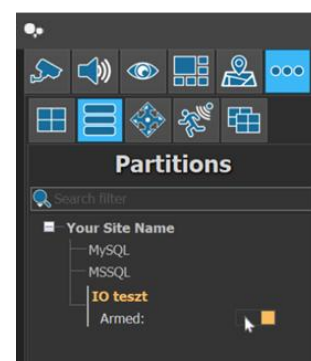 Partitions
Search filter
Your Site Name
MySQL
MSSQL
IO teszt
Armed: